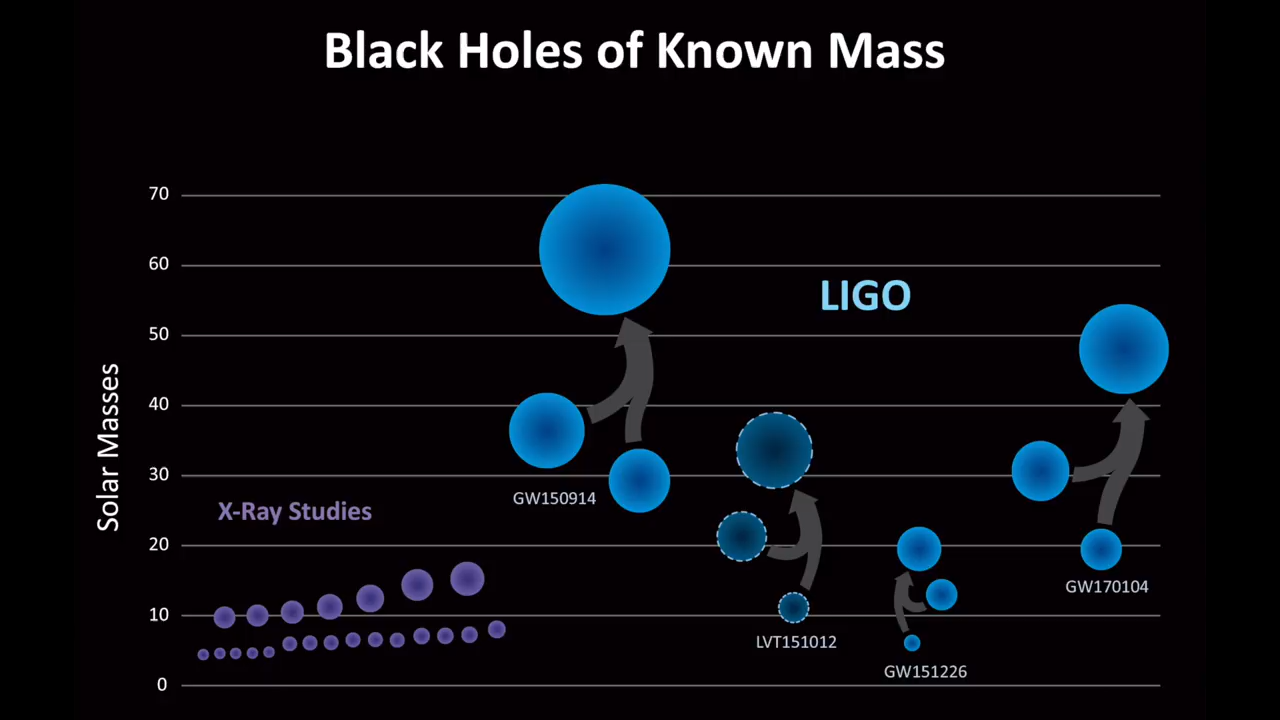 Black Holes of Known Mass
70
60
LIGO
50
40
30
GW150914
X-Ray Studies
20
GW170104
10
LVT151012
GW151226
0
Solar Masses